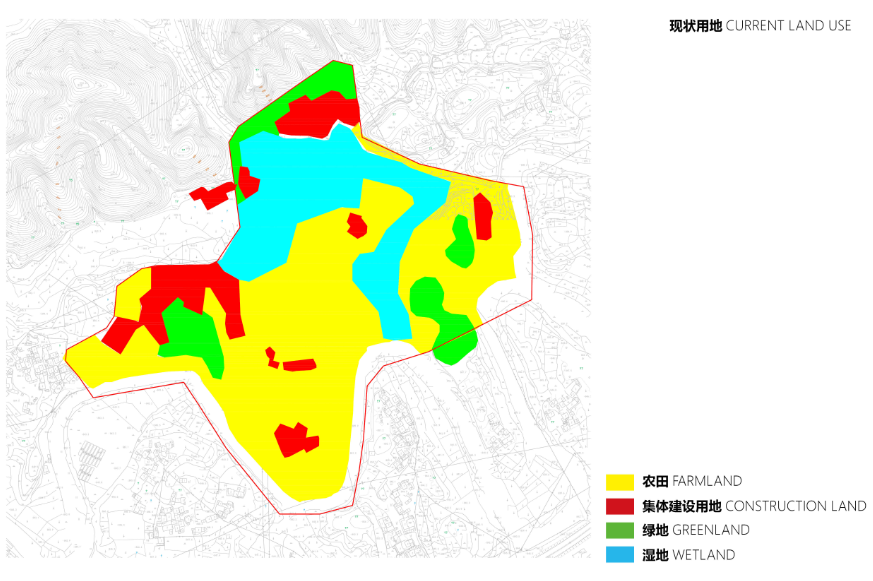 现状用地 CURRENT LAND USE
农田 FARMLAND
集体建设用地 CONSTRUCTION LAND
绿地 GREENLAND
湿地 WETLAND